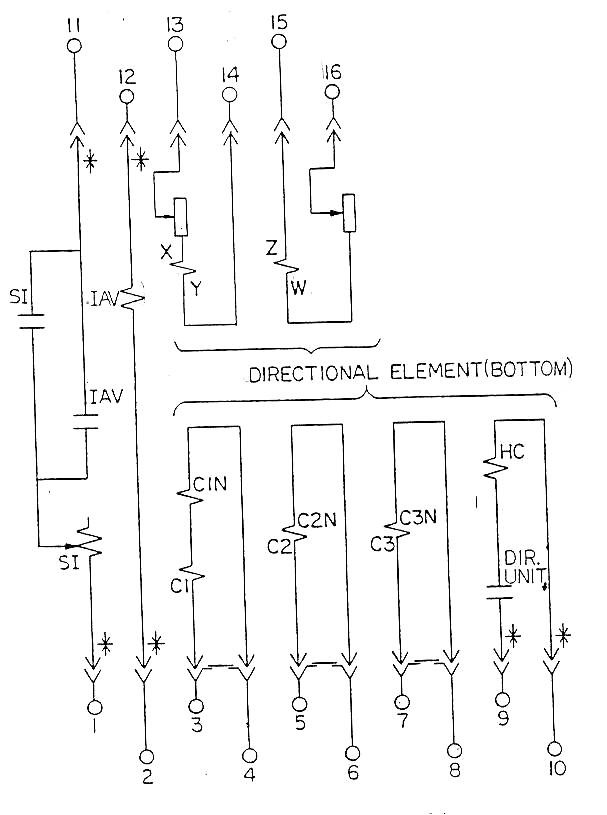 11
13
15
12
14
16
X
Y
Z
W
SI
IAV
IAV
DIRECTIONAL ELEMENT(BOTTOM)
C1N
C1
C2N
C2
C3N
C3
HC
DIR.
UNIT
SI
1
3
5
7
9
2
4
6
8
10